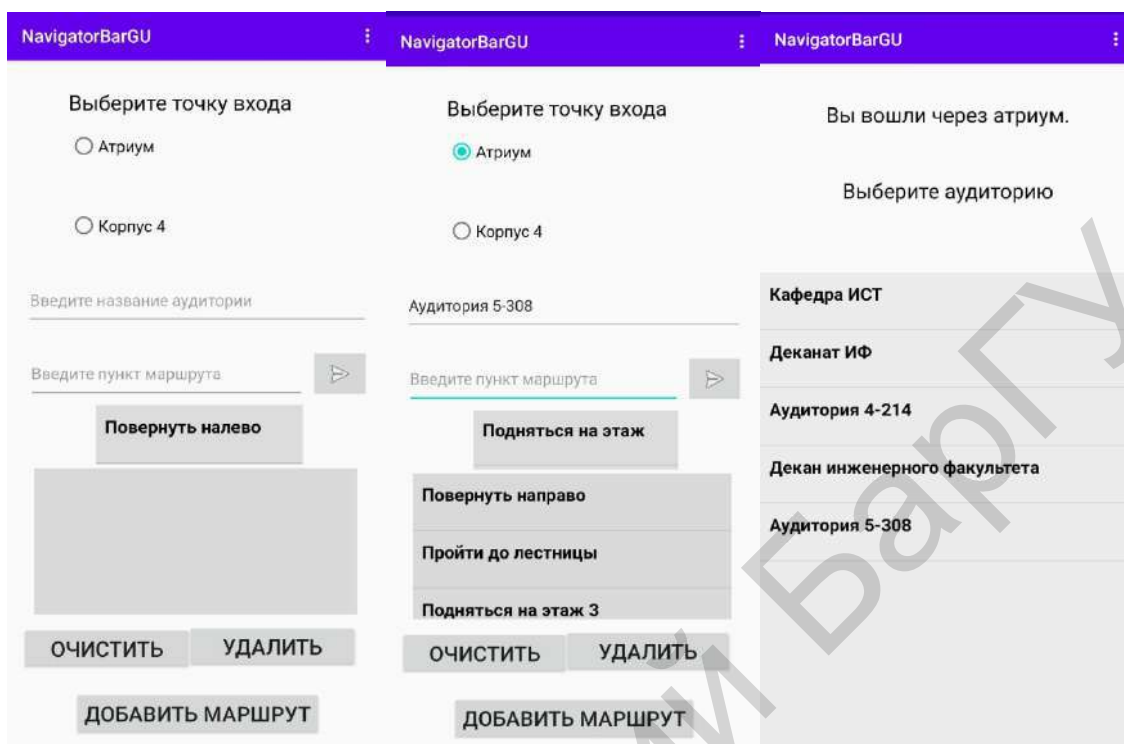 NavigatorBarGU
Выберите точку входа
Атриум
Корпус 4
Введите название аудитории
Введите пункт маршрута
Повернуть налево
ОЧИСТИТЬ
УДАЛИТЬ
ДОБАВИТЬ МАРШРУТ
NavigatorBarGU
Выберите точку входа
Атриум
Корпус 4
Аудитория 5-308
Введите пункт маршрута
Подняться на этаж
Повернуть направо
Пройти до лестницы
Подняться на этаж 3
ОЧИСТИТЬ
УДАЛИТЬ
ДОБАВИТЬ МАРШРУТ
NavigatorBarGU
Вы вошли через атриум.
Выберите аудиторию
Кафедра ИСТ
Деканат ИФ
Аудитория 4-214
Декан инженерного факультета
Аудитория 5-308
ий БарГУ